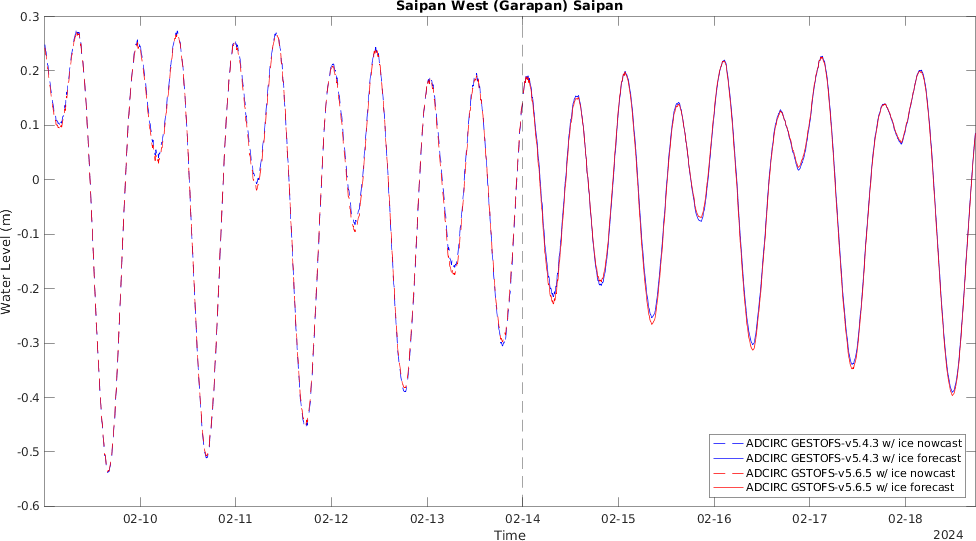 Saipan West (Garapan) Saipan
0.3
0.2
0.1
0
-0.1
-0.2
-0.3
-0.4
-0.5
-0.6
Water Level (m)
ADCIRC GESTOFS-v5.4.3 w/ ice nowcast
ADCIRC GESTOFS-v5.4.3 w/ ice forecast
ADCIRC GSTOFS-v5.6.5 w/ ice nowcast
ADCIRC GSTOFS-v5.6.5 w/ ice forecast
02-10 02-11 02-12 02-13 02-14 02-15 02-16 02-17 02-18
Time
2024